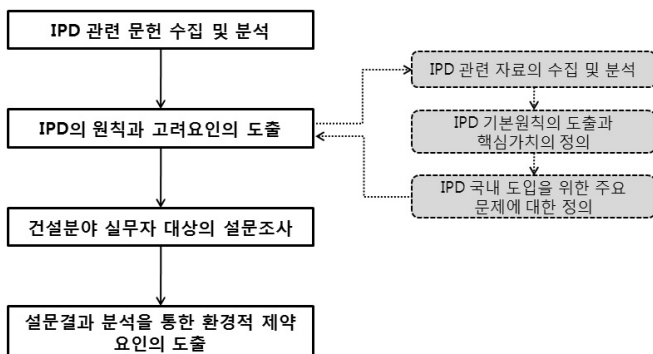 IPD 관련 문헌 수집 및 분석
IPD의 원칙과 고려요인의 도출
건설분야 실무자 대상의 설문조사
설문결과 분석을 통한 환경적 제약
요인의 도출
IPD 관련 자료의 수집 및 분석
IPD 기본원칙의 도출과
핵심가치의 정의
IPD 국내 도입을 위한 주요
문제에 대한 정의